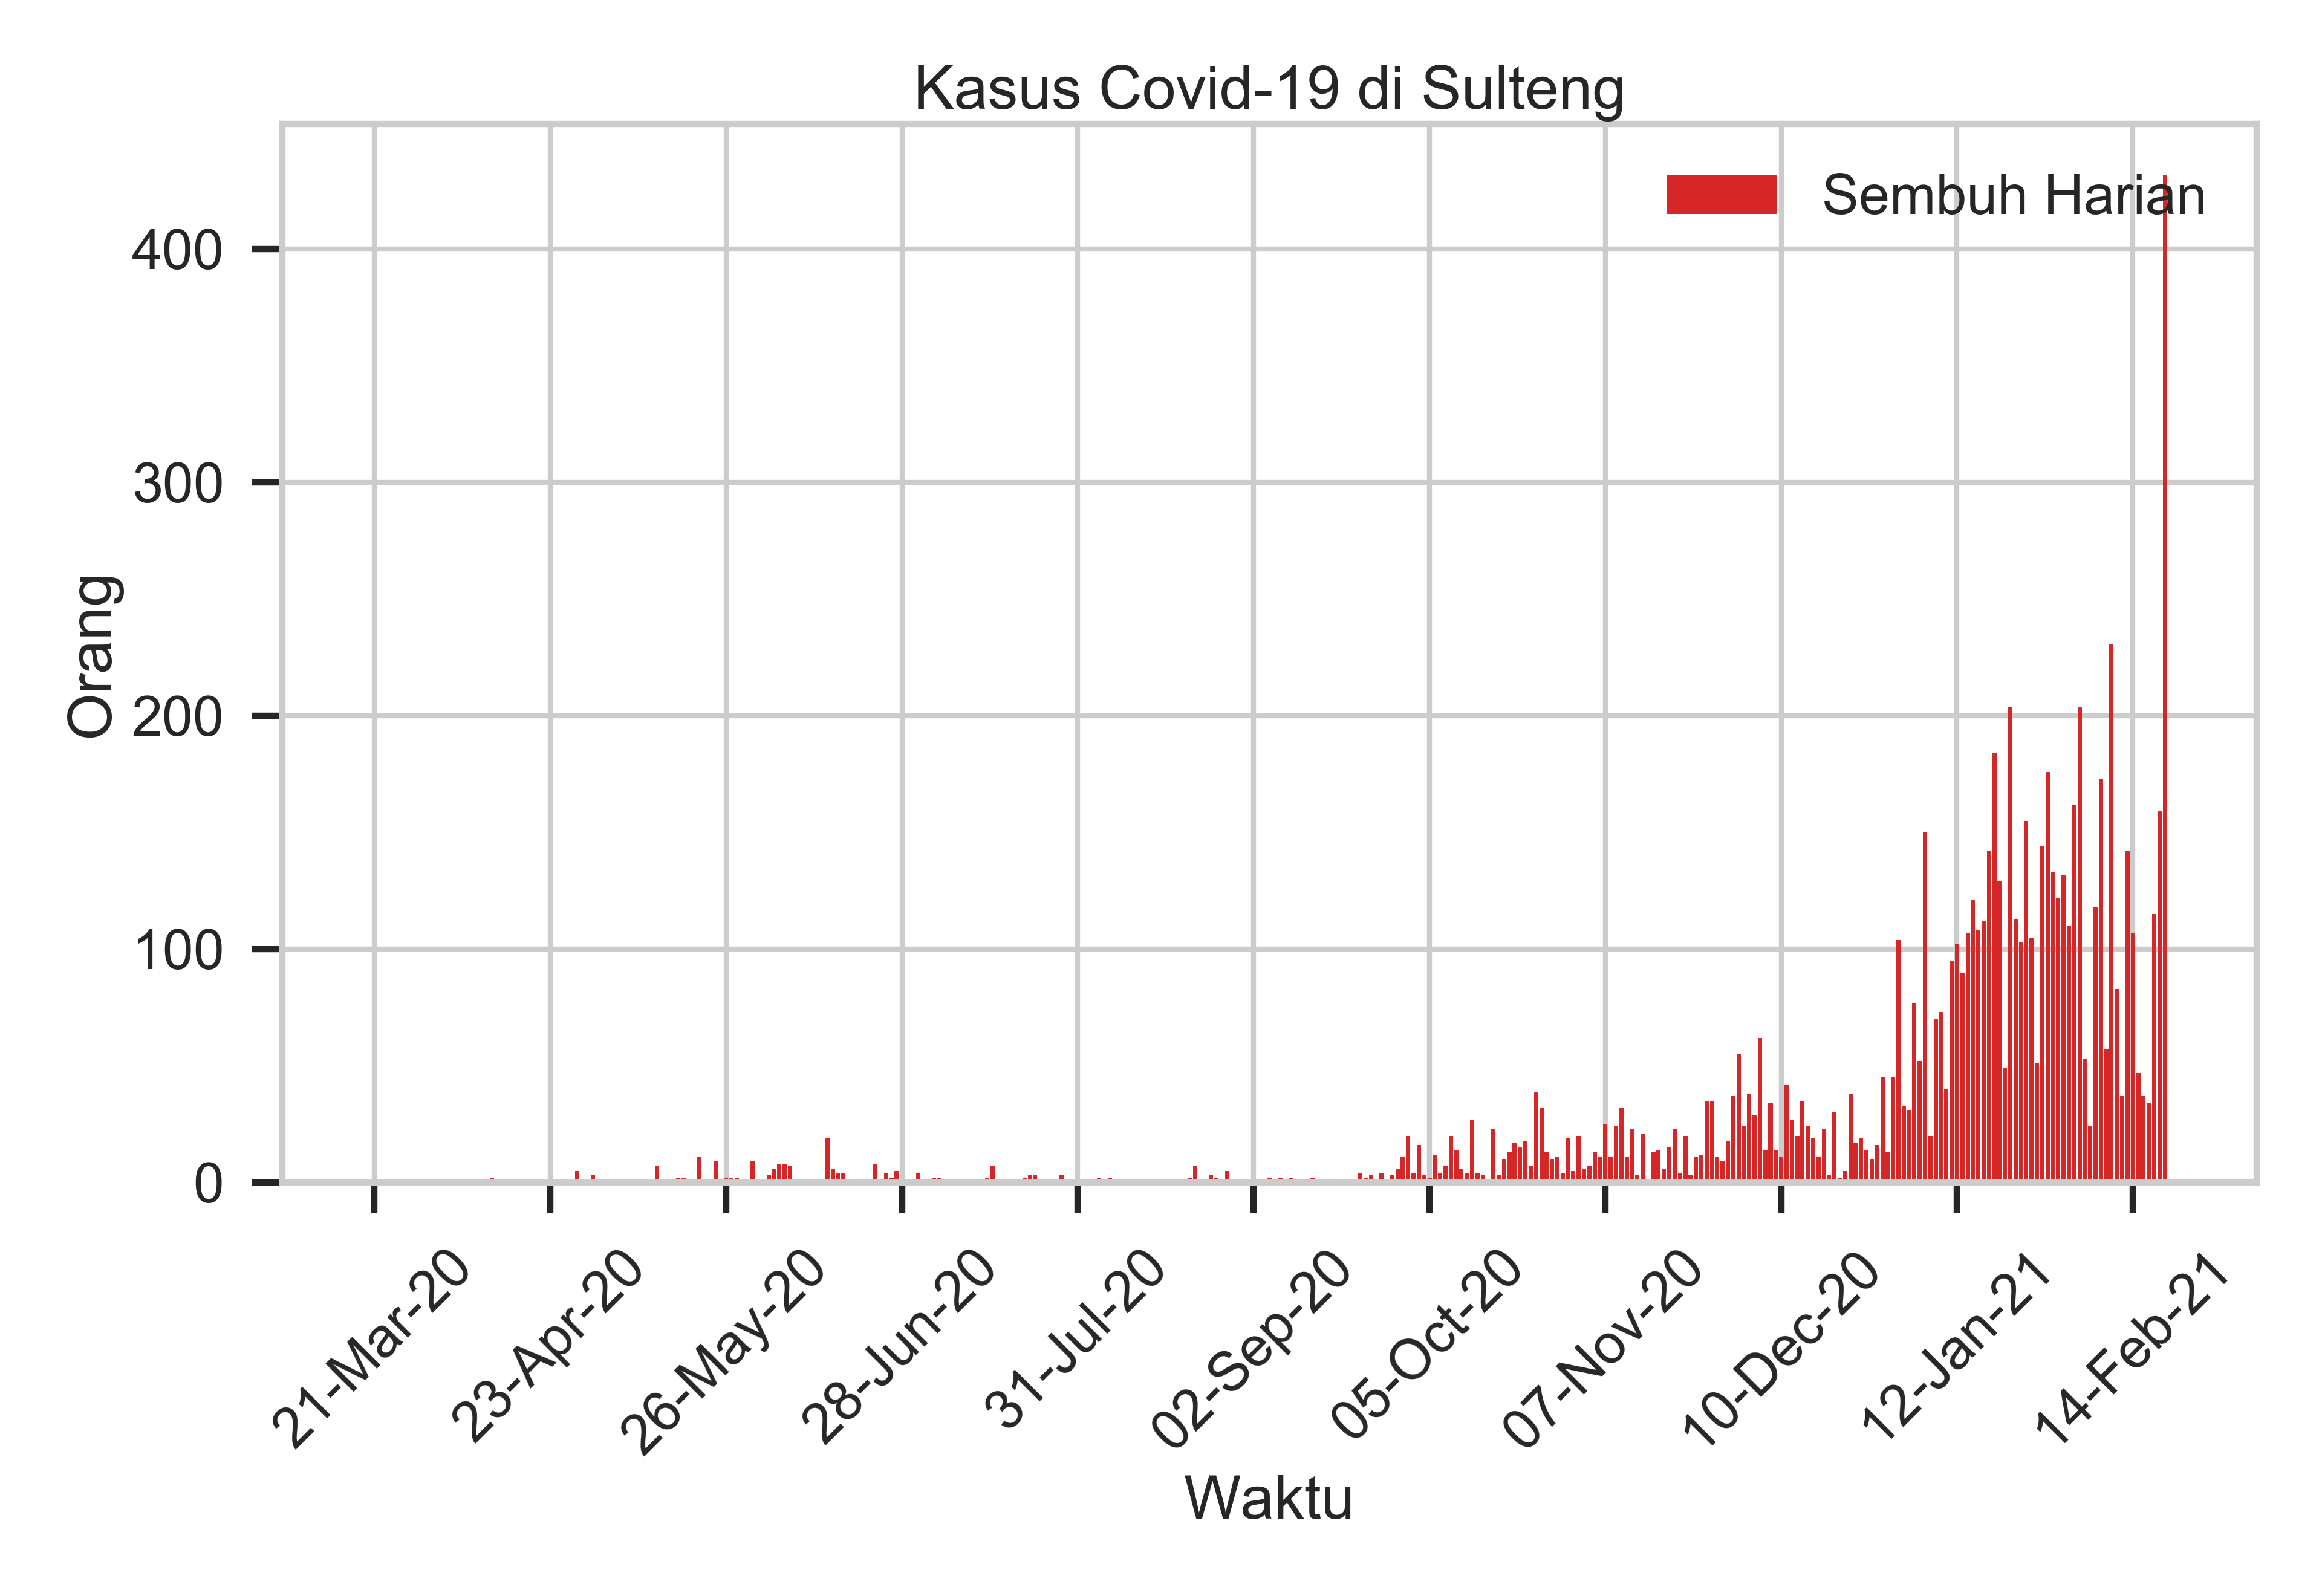 Kasus Covid-19 di Sulteng
Sembuh Harian
Orang
400
300
200
100
0
21-Mar-20
23-Apr-20
26-May-20
28-Jun-20
31-Jul-20
02-Sep-20
05-Oct-20
07-Nov-20
10-Dec-20
12-Jan-21
14-Feb-21
Waktu